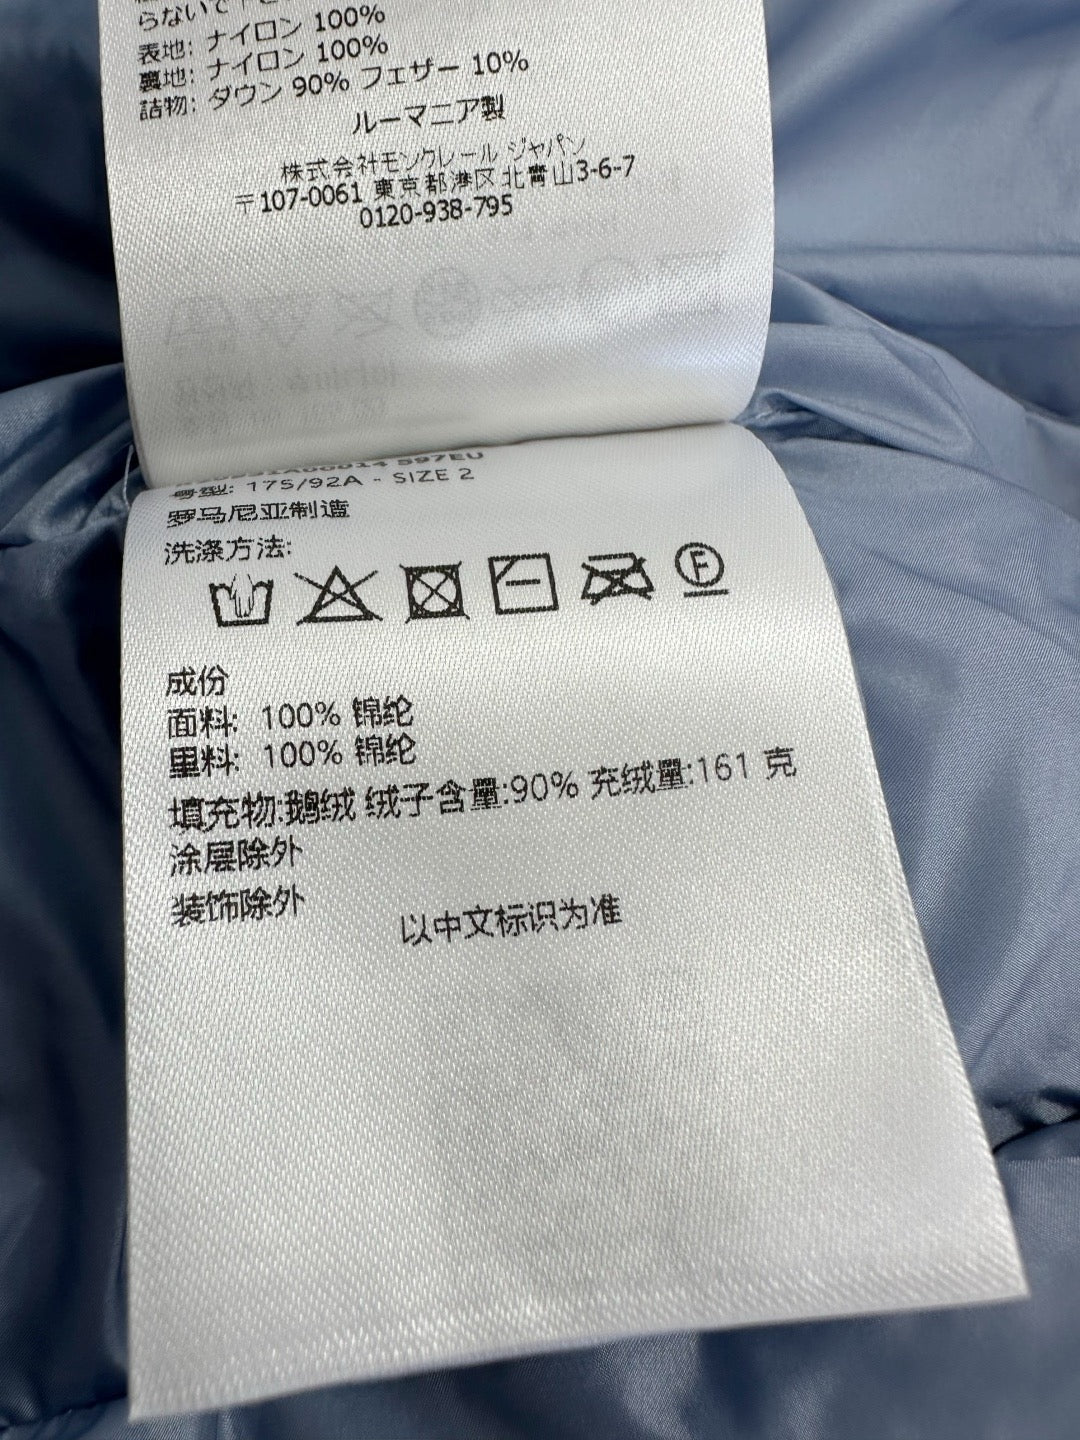 らないで
表地: ナイロン 100%
裏地: ナイロン 100%
詰物: ダウン 90% フェザー 10%
ルーマニア製
株式会社モンクレール ジャパン
〒107-0061 東京都港区北青山3-6-7
0120-938-795
597EU
号型: 175/92A - SIZE 2
罗马尼亚制造
洗涤方法:
F
成份
面料: 100% 锦纶
里料: 100% 锦纶
填充物:鹅绒 绒子含量:90% 充绒量:161 克
涂层除外
装饰除外
以中文标识为准